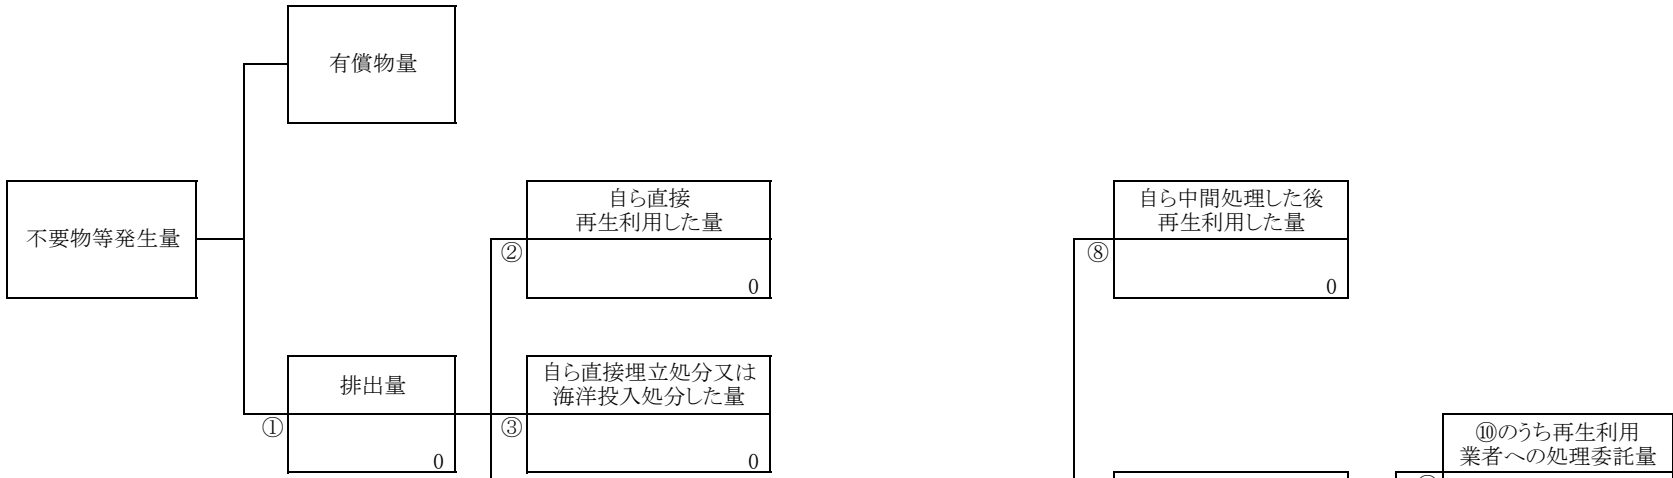 有償物量
不要物等発生量
自ら直接
再生利用した量
②
0
自ら中間処理した後
再生利用した量
⑧
0
排出量
①
0
自ら直接埋立処分又は
海洋投入処分した量
③
0
⑩のうち再生利用
業者への処理委託量